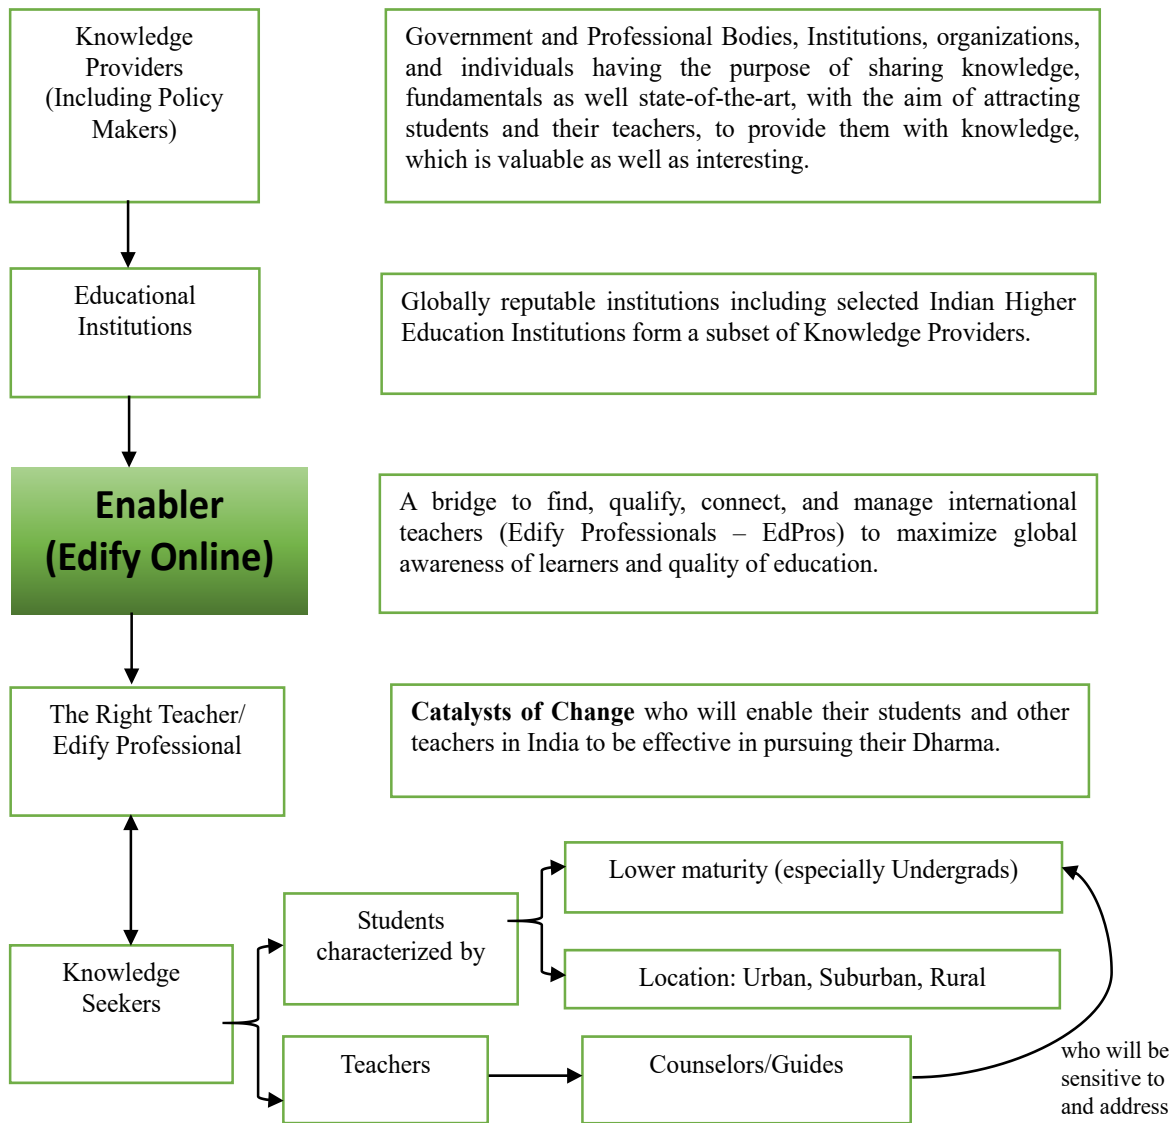 Knowledge
Providers
(Including Policy
Makers)
Government and Professional Bodies, Institutions, organizations,
and individuals having the purpose of sharing knowledge,
fundamentals as well state-of-the-art, with the aim of attracting
students and their teachers, to provide them with knowledge,
which is valuable as well as interesting.
Educational
Institutions
Globally reputable institutions including selected Indian Higher
Education Institutions form a subset of Knowledge Providers.
Enabler
(Edify Online)
A bridge to find, qualify, connect, and manage international
teachers (Edify Professionals – EdPros) to maximize global
awareness of learners and quality of education.
The Right Teacher/
Edify Professional
Catalysts of Change who will enable their students and other
teachers in India to be effective in pursuing their Dharma.
Knowledge
Seekers
Students
characterized by
Lower maturity (especially Undergrads)
Location: Urban, Suburban, Rural
Teachers
Counselors/Guides
who will be
sensitive to
and address